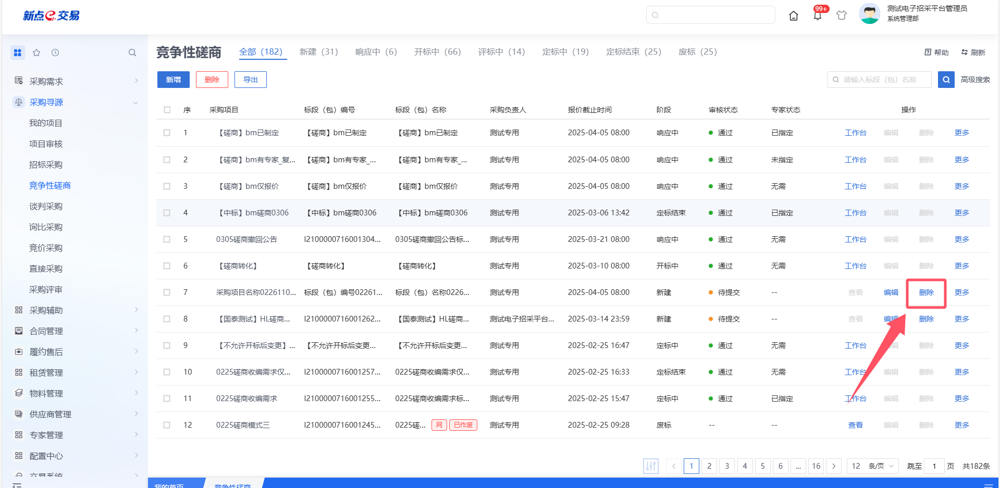 新点e交易
99+
测试电子招采平台管理员
系统管理部
采购需求
采购寻源
我的项目
项目审核
招标采购
竞争性磋商
谈判采购
询比采购
竞价采购
直接采购
采购评审
采购辅助
合同管理
履约售后
租赁管理
物料管理
供应商管理
专家管理
配置中心
交易系统
竞争性磋商 全部（182） 新建（31） 响应中（6） 开标中（66） 评标中（14） 定标中（19） 定标结束（25） 废标（25） 帮助 刷新
新增 删除 导出 请输入标段（包）名称 高级搜索
序 采购项目 标段（包）编号 标段（包）名称 采购负责人 报价截止时间 阶段 审核状态 专家状态 操作
1 【磋商】bm已制定 【磋商】bm已制定 【磋商】bm已制定 测试专用 2025-04-05 08:00 响应中 通过 已指定 工作台 编辑 删除 更多
2 【磋商】bm有专家_复... 【磋商】bm有专家_... 【磋商】bm有专家_... 测试专用 2025-04-05 08:00 响应中 通过 未指定 工作台 编辑 删除 更多
3 【磋商】bm仅报价 【磋商】bm仅报价 【磋商】bm仅报价 测试专用 2025-04-05 08:00 响应中 通过 无需 工作台 编辑 删除 更多
4 【中标】bm磋商0306 【中标】bm磋商0306 【中标】bm磋商0306 测试专用 2025-03-06 13:42 定标结束 通过 已指定 工作台 编辑 删除 更多
5 0305磋商撤回公告 I2100000716001304... 0305磋商撤回公告标... 测试专用 2025-03-21 08:00 响应中 通过 无需 工作台 编辑 删除 更多
6 【磋商转化】 【磋商转化】 【磋商转化】 测试专用 2025-03-10 08:00 开标中 通过 无需 工作台 编辑 删除 更多
7 采购项目名称0226110... 标段（包）编号02261... 标段（包）名称0226... 测试专用 2025-04-05 08:00 新建 待提交 -- 查看 编辑 删除 更多
8 【国泰测试】HL磋商... I2100000716001262... 【国泰测试】HL磋商... 测试电子招采平台... 2025-03-14 23:59 新建 待提交 -- 查看 编辑 删除 更多
9 【不允许开标后变更】... 【不允许开标后变更... 【不允许开标后变更... 测试专用 2025-02-25 16:47 定标中 通过 无需 工作台 编辑 删除 更多
10 0225磋商收编需求仅... I2100000716001257... 0225磋商收编需求仅... 测试专用 2025-02-25 16:33 定标结束 通过 无需 工作台 编辑 删除 更多
11 0225磋商收编需求 I2100000716001255... 0225磋商收编需求标... 测试专用 2025-02-25 15:47 定标中 通过 已指定 工作台 编辑 删除 更多
12 0225磋商模式三 I2100000716001245... 0225磋... 网 已作废 测试专用 2025-02-25 09:28 废标 -- -- 查看 编辑 删除 更多
1 2 3 4 5 6 ... 16 12 条/页 跳至 1 页 共182条
我的首页 竞争性磋商